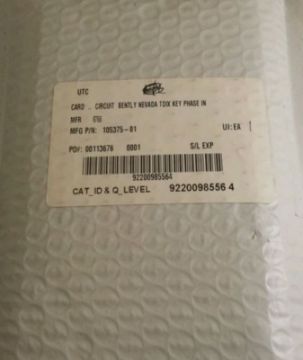 UTC
CARD .. CIRCUIT BENTLY NEVADA TDIX KEY PHASE IN
MFR
MFG P/N: 105375-01 UI:EA
PO#: 00113676 0001 S/L EXP
92200985564
CAT_ID & Q_LEVEL 9220098556 4